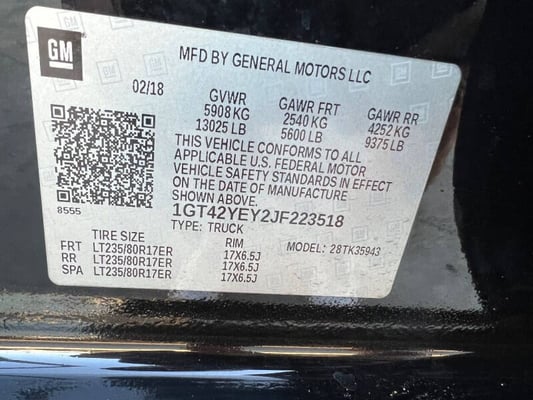 GM
MFD BY GENERAL MOTORS LLC
02/18
GVWR GAWR FRT GAWR RR
5908 KG 2540 KG 4252 KG
13025 LB 5600 LB 9375 LB
THIS VEHICLE CONFORMS TO ALL
APPLICABLE U.S. FEDERAL MOTOR
VEHICLE SAFETY STANDARDS IN EFFECT
ON THE DATE OF MANUFACTURE
SHOWN ABOVE.
8555
1GT42YEY2JF223518
TYPE: TRUCK MODEL: 28TK35943
TIRE SIZE RIM
FRT LT235/80R17ER 17X6.5J
RR LT235/80R17ER 17X6.5J
SPA LT235/80R17ER 17X6.5J